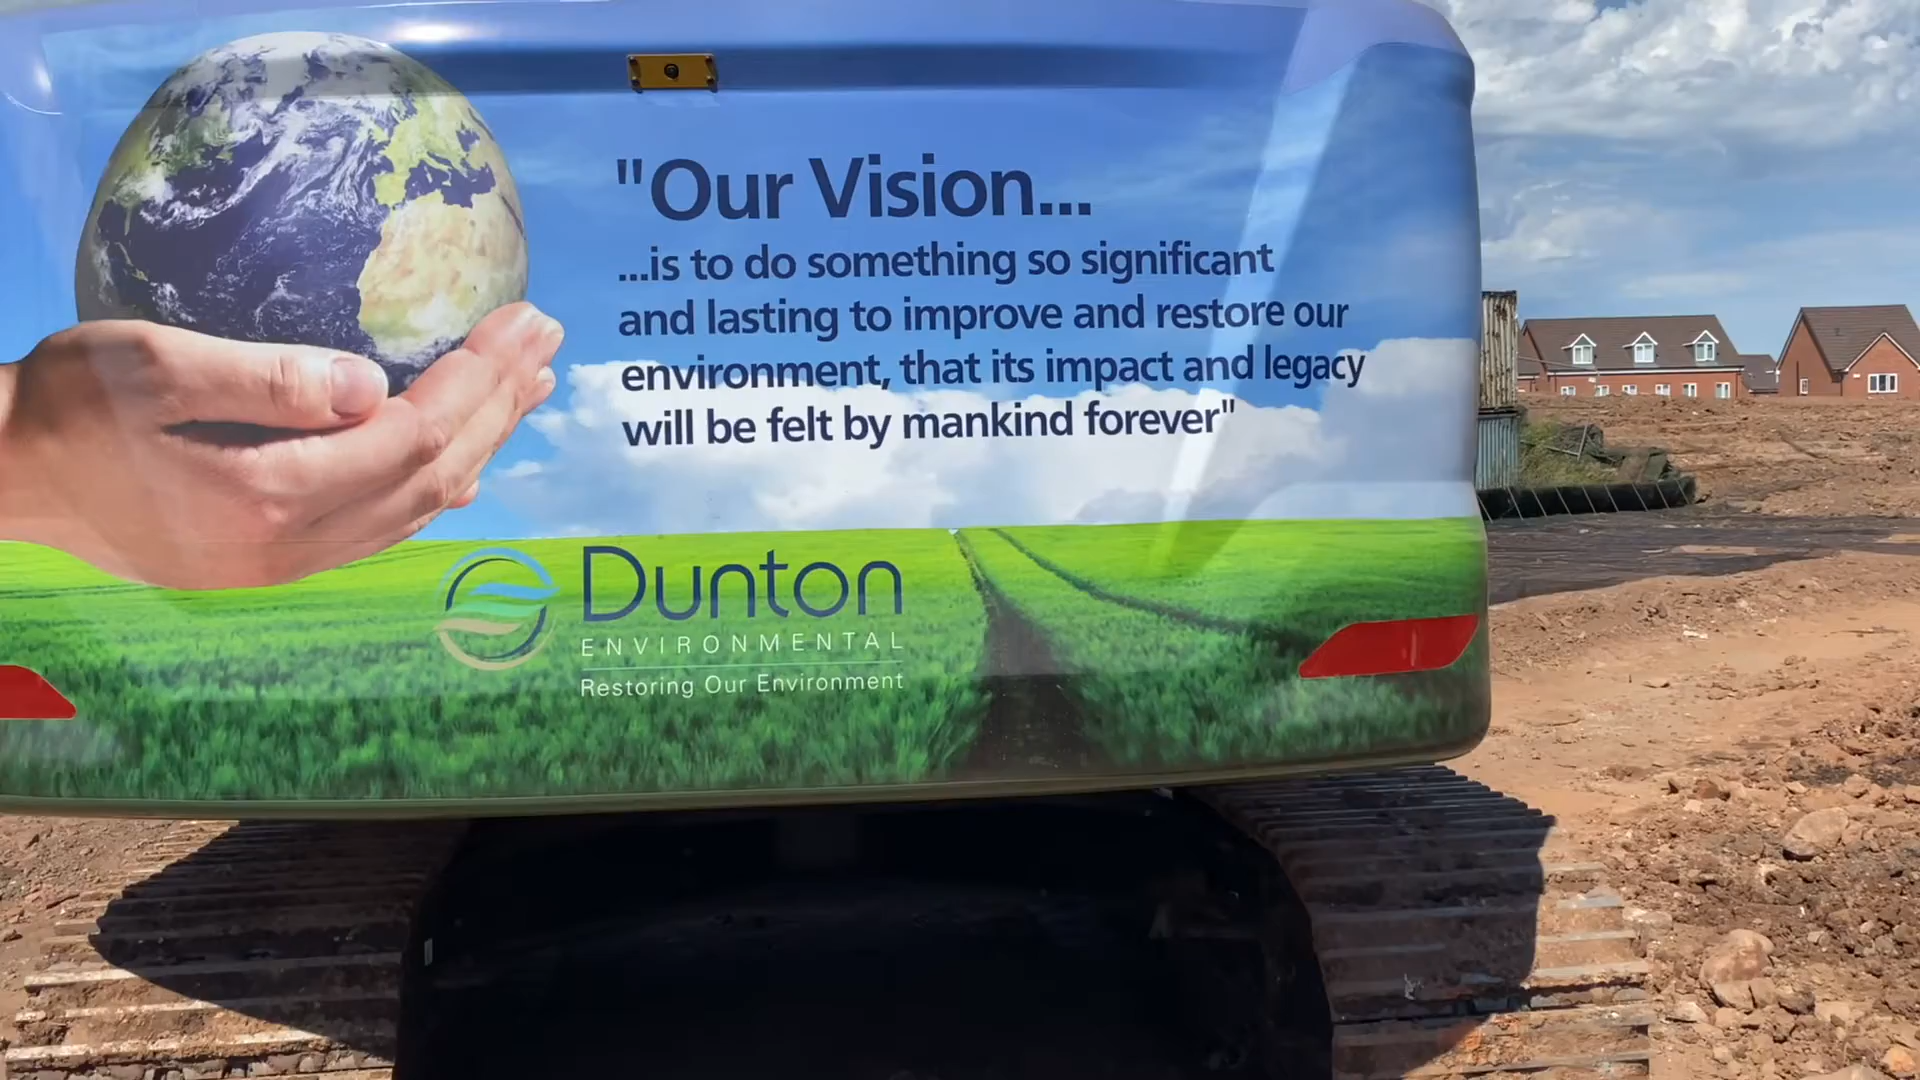 "Our Vision...
...is to do something so significant
and lasting to improve and restore our
environment, that its impact and legacy
will be felt by mankind forever"
Dunton
ENVIRONMENTAL
Restoring Our Environment